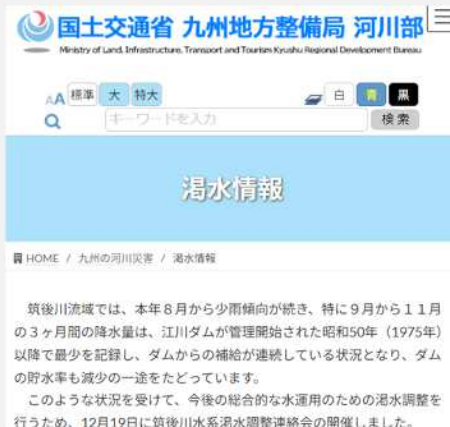 国土交通省 九州地方整備局 河川部
Ministry of Land, Infrastructure, Transport and Tourism Kyushu Regional Development Bureau
AA 標準 大 特大 白 青 黒
キーワードを入力 検索
渇水情報
HOME / 九州の河川災害 / 渇水情報
筑後川流域では、本年８月から少雨傾向が続き、特に９月から１１月
の３ヶ月間の降水量は、江川ダムが管理開始された昭和50年（1975年）
以降で最少を記録し、ダムからの補給が連続している状況となり、ダム
の貯水率も減少の一途をたどっています。
このような状況を受けて、今後の総合的な水運用のための渇水調整を
行うため、12月19日に筑後川水系渇水調整連絡会の開催しました。